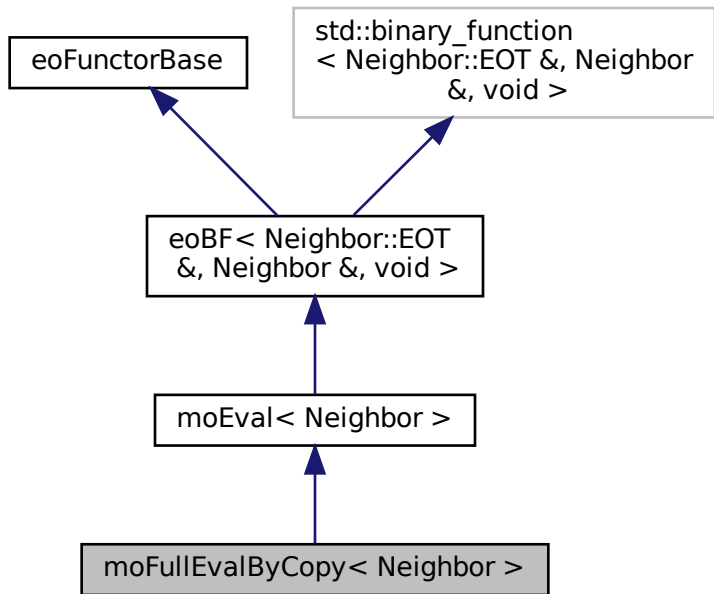 eoFunctorBase
std::binary_function
< Neighbor::EOT &, Neighbor
&, void >
eoBF< Neighbor::EOT
&, Neighbor &, void >
moEval< Neighbor >
moFullEvalByCopy< Neighbor >